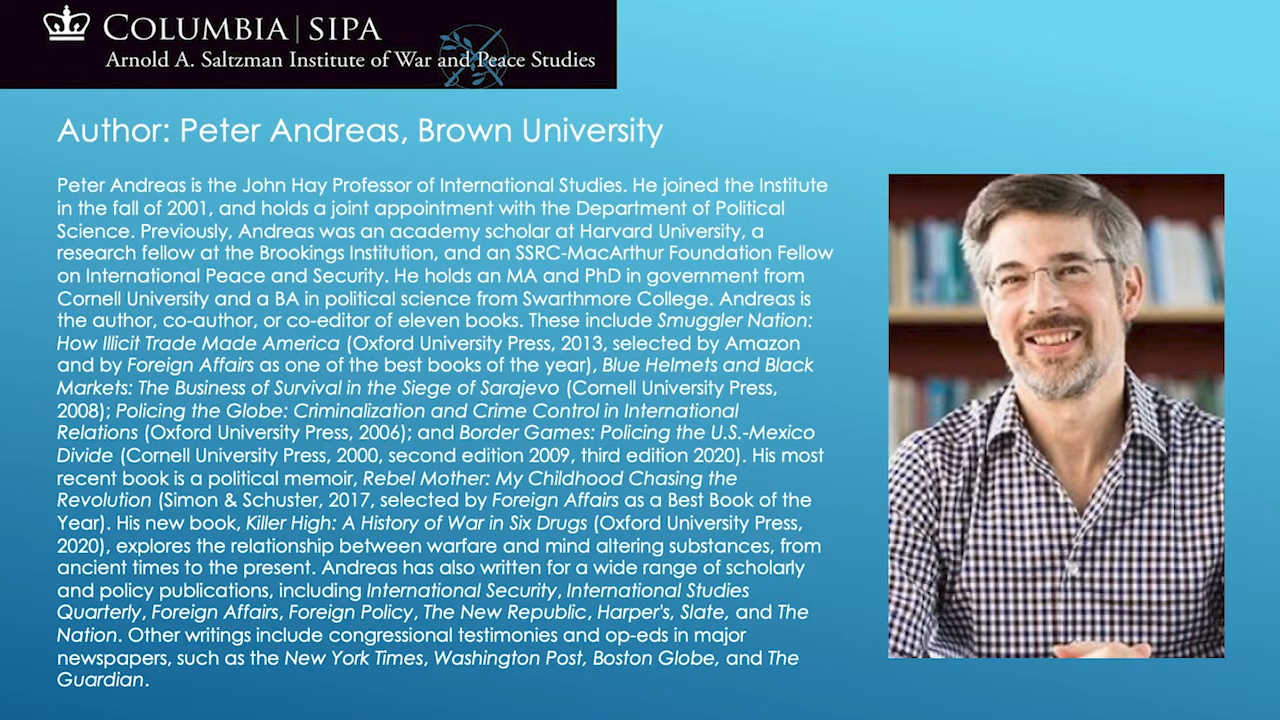 COLUMBIA | SIPA
Arnold A. Saltzman Institute of War and Peace Studies
Author: Peter Andreas, Brown University
Peter Andreas is the John Hay Professor of International Studies. He joined the Institute
in the fall of 2001, and holds a joint appointment with the Department of Political
Science. Previously, Andreas was an academy scholar at Harvard University, a
research fellow at the Brookings Institution, and an SSRC-MacArthur Foundation Fellow
on International Peace and Security. He holds an MA and PhD in government from
Cornell University and a BA in political science from Swarthmore College. Andreas is
the author, co-author, or co-editor of eleven books. These include Smuggler Nation:
How Illicit Trade Made America (Oxford University Press, 2013, selected by Amazon
and by Foreign Affairs as one of the best books of the year), Blue Helmets and Black
Markets: The Business of Survival in the Siege of Sarajevo (Cornell University Press,
2008); Policing the Globe: Criminalization and Crime Control in International
Relations (Oxford University Press, 2006); and Border Games: Policing the U.S.-Mexico
Divide (Cornell University Press, 2000, second edition 2009, third edition 2020). His most
recent book is a political memoir, Rebel Mother: My Childhood Chasing the
Revolution (Simon & Schuster, 2017, selected by Foreign Affairs as a Best Book of the
Year). His new book, Killer High: A History of War in Six Drugs (Oxford University Press,
2020), explores the relationship between warfare and mind altering substances, from
ancient times to the present. Andreas has also written for a wide range of scholarly
and policy publications, including International Security, International Studies
Quarterly, Foreign Affairs, Foreign Policy, The New Republic, Harper's, Slate, and The
Nation. Other writings include congressional testimonies and op-eds in major
newspapers, such as the New York Times, Washington Post, Boston Globe, and The
Guardian.